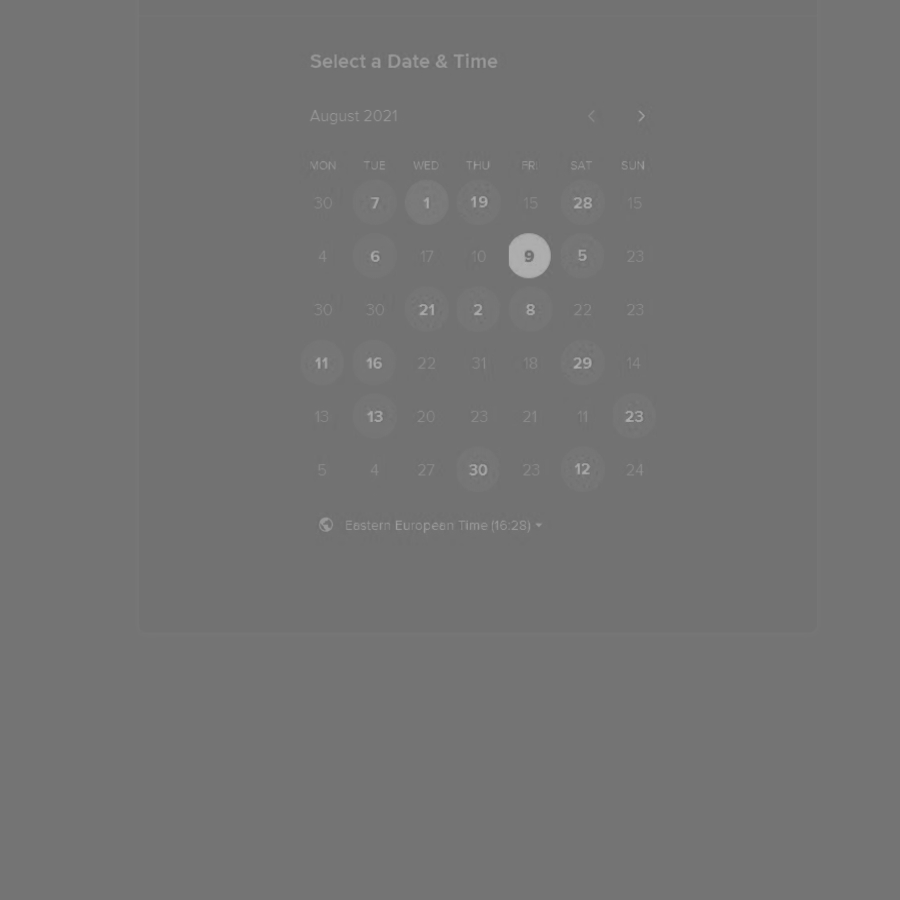 Select a Date & Time
August 2021
MON TUE WED THU FRI SAT SUN
30 7 1 19 15 28 15
4 6 17 10 9 5 23
30 30 21 2 8 22 23
11 16 22 31 18 29 14
13 13 20 23 21 11 23
5 4 27 30 23 12 24
Eastern European Time (16:28)